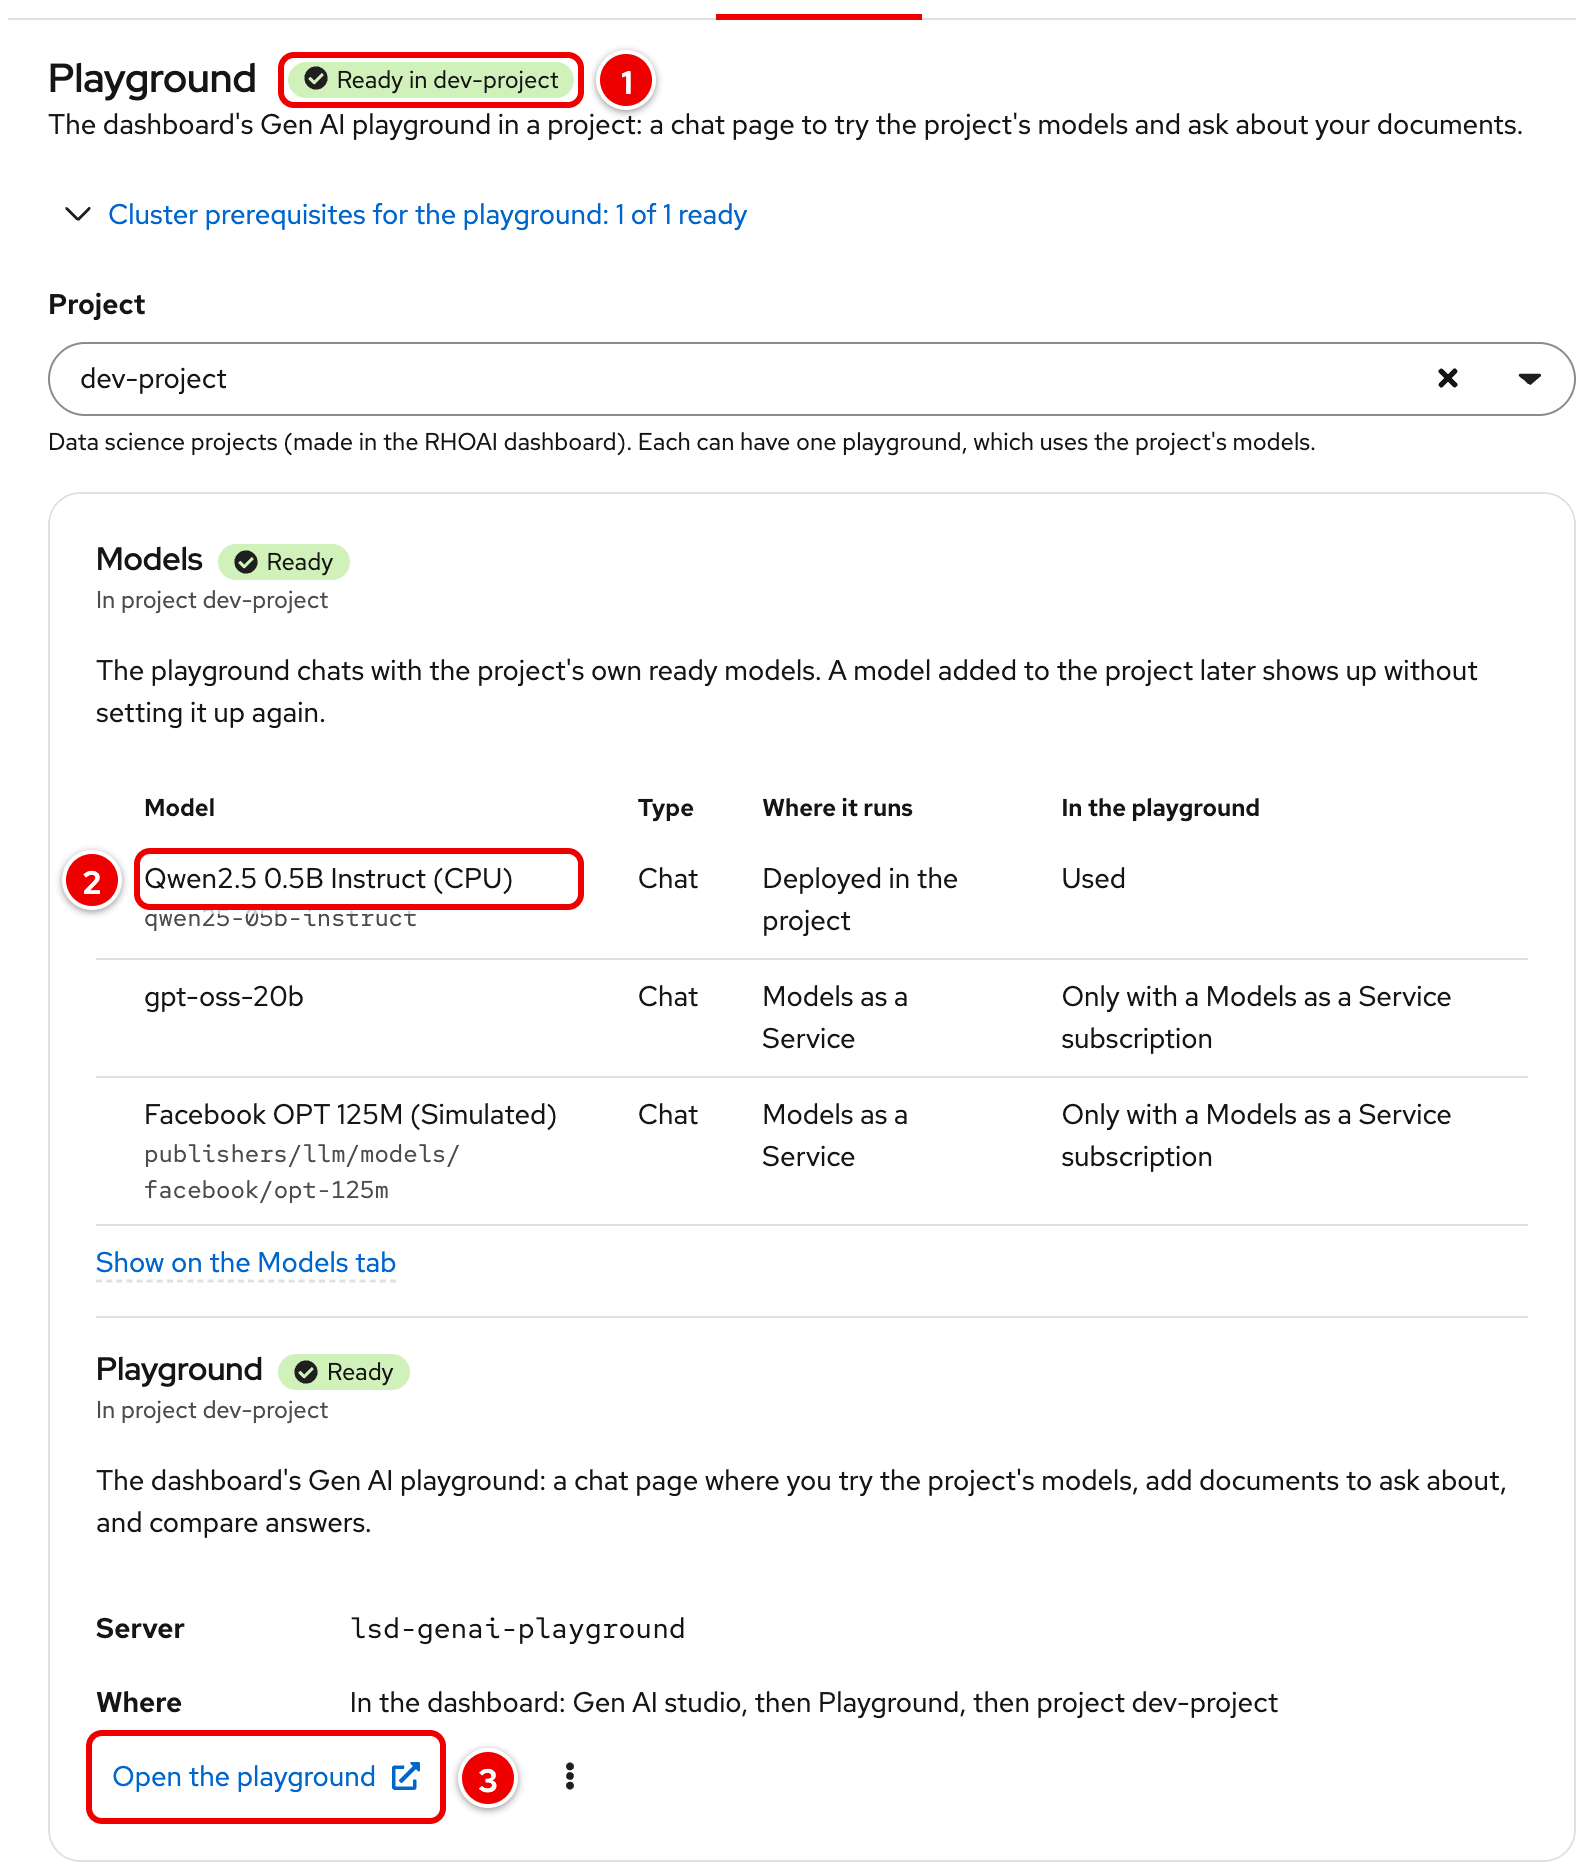 Playground Ready in dev-project 1
The dashboard's Gen AI playground in a project: a chat page to try the project's models and ask about your documents.
Cluster prerequisites for the playground: 1 of 1 ready
Project
dev-project
Data science projects (made in the RHOAI dashboard). Each can have one playground, which uses the project's models.
Models Ready
In project dev-project
The playground chats with the project's own ready models. A model added to the project later shows up without
setting it up again.
Model Type Where it runs In the playground
2 Qwen2.5 0.5B Instruct (CPU) Chat Deployed in the Used
qwen25-05b-instruct project
gpt-oss-20b Chat Models as a Only with a Models as a Service
Service subscription
Facebook OPT 125M (Simulated) Chat Models as a Only with a Models as a Service
publishers/llm/models/ Service subscription
facebook/opt-125m
Show on the Models tab
Playground Ready
In project dev-project
The dashboard's Gen AI playground: a chat page where you try the project's models, add documents to ask about,
and compare answers.
Server lsd-genai-playground
Where In the dashboard: Gen AI studio, then Playground, then project dev-project
Open the playground 3